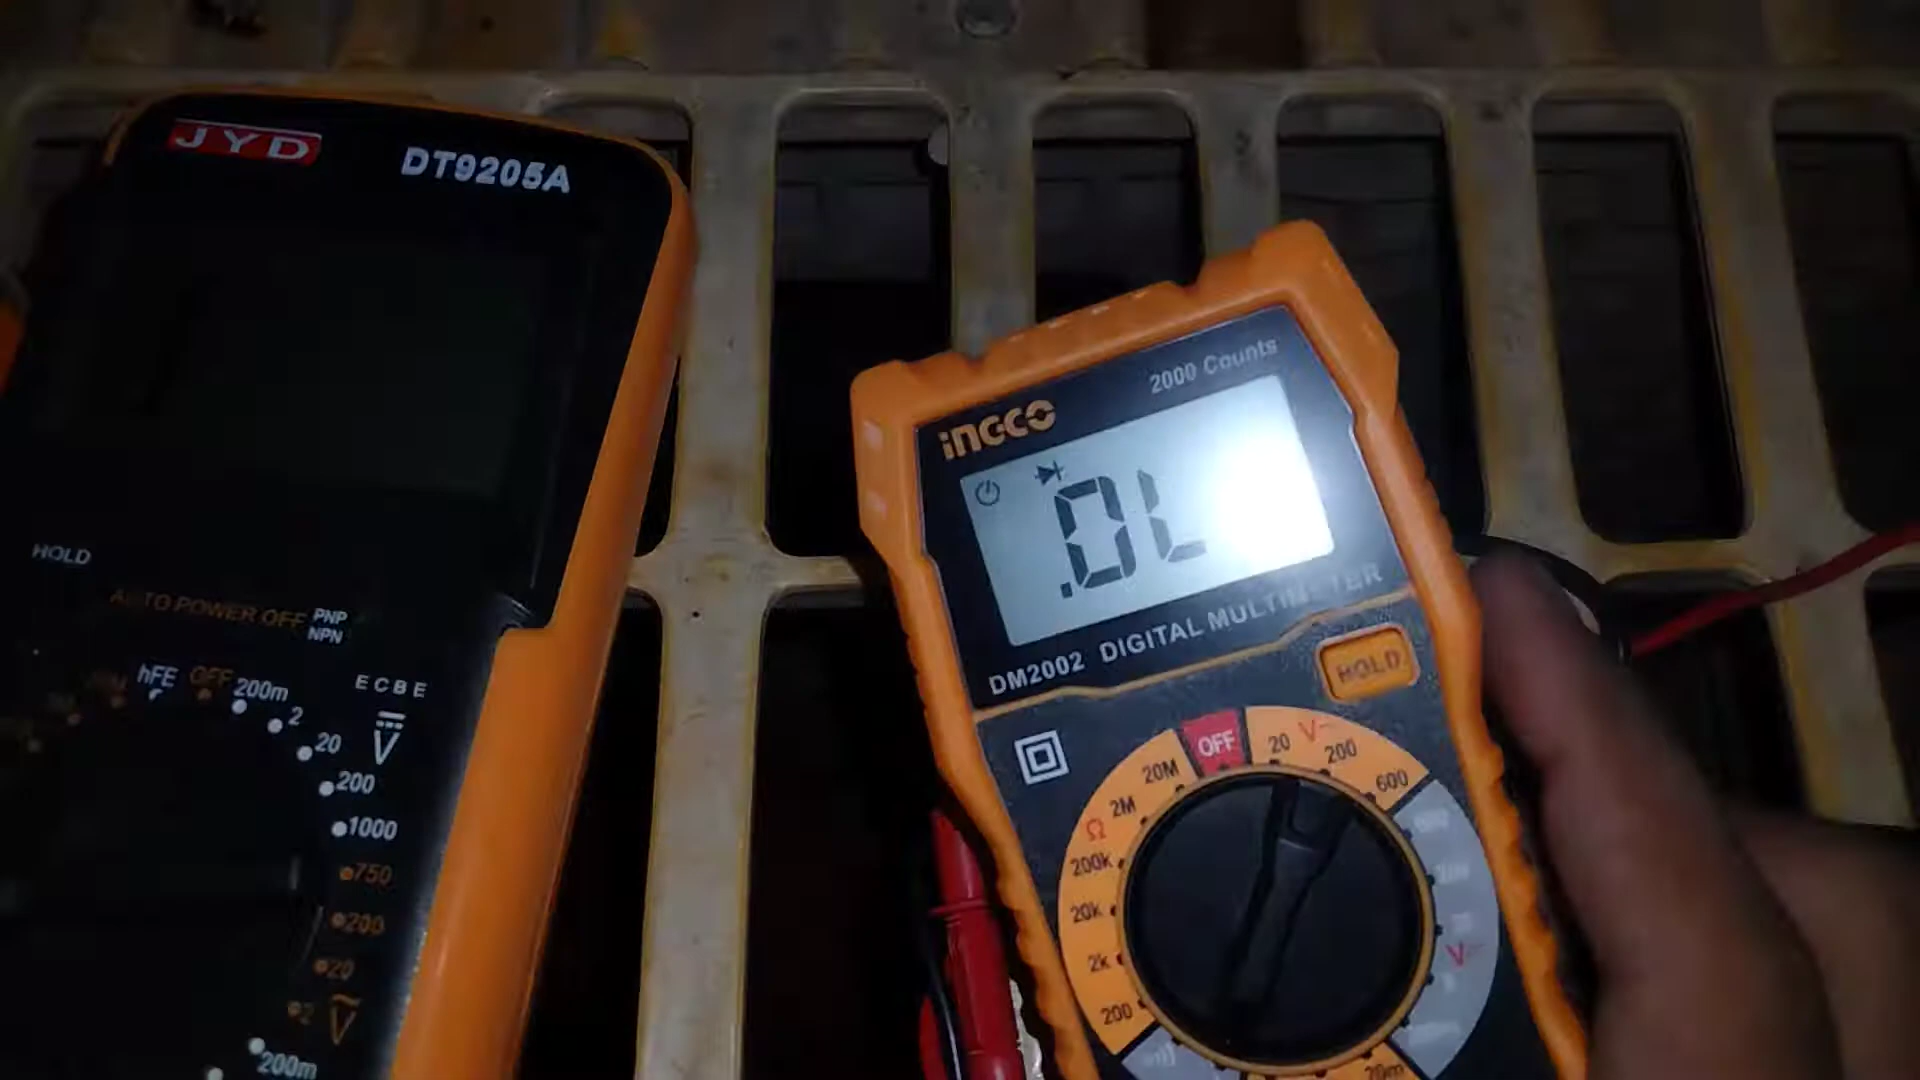 JYD
DT9205A
HOLD
AUTO POWER OFF
PNP
NPN
hFE
OFF
200m
2
20
200
1000
750
200
20
2
200m
E C B E
V
V
2000 Counts
INGCO
.OL
DM2002 DIGITAL MULTIMETER
HOLD
OFF
20
V
200
600
20M
2M
Ω
200k
20k
2k
200
V
20m